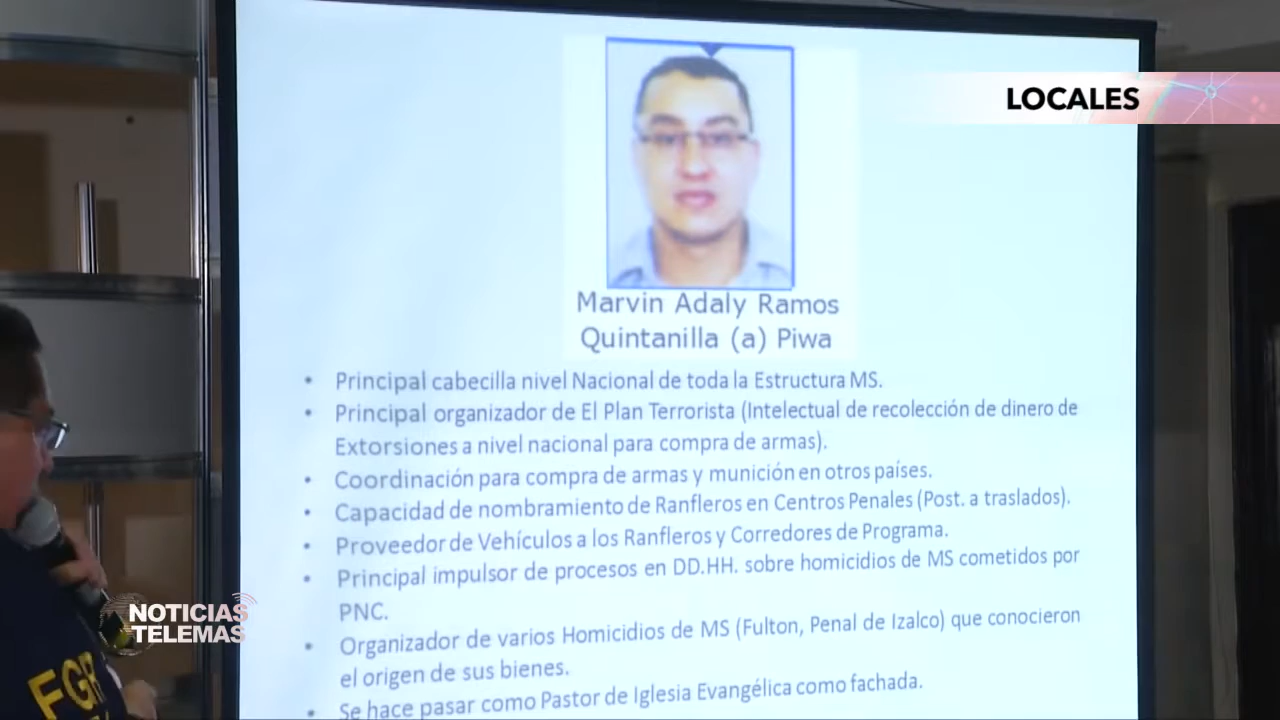 LOCALES
Marvin Adaly Ramos
Quintanilla (a) Piwa
• Principal cabecilla nivel Nacional de toda la Estructura MS.
• Principal organizador de El Plan Terrorista (Intelectual de recolección de dinero de
Extorsiones a nivel nacional para compra de armas).
• Coordinación para compra de armas y munición en otros países.
• Capacidad de nombramiento de Ranfleros en Centros Penales (Post. a traslados).
• Proveedor de Vehículos a los Ranfleros y Corredores de Programa.
• Principal impulsor de procesos en DD.HH. sobre homicidios de MS cometidos por
PNC.
• Organizador de varios Homicidios de MS (Fulton, Penal de Izalco) que conocieron
el origen de sus bienes.
• Se hace pasar como Pastor de Iglesia Evangélica como fachada.
NOTICIAS
TELEMAS
FGR